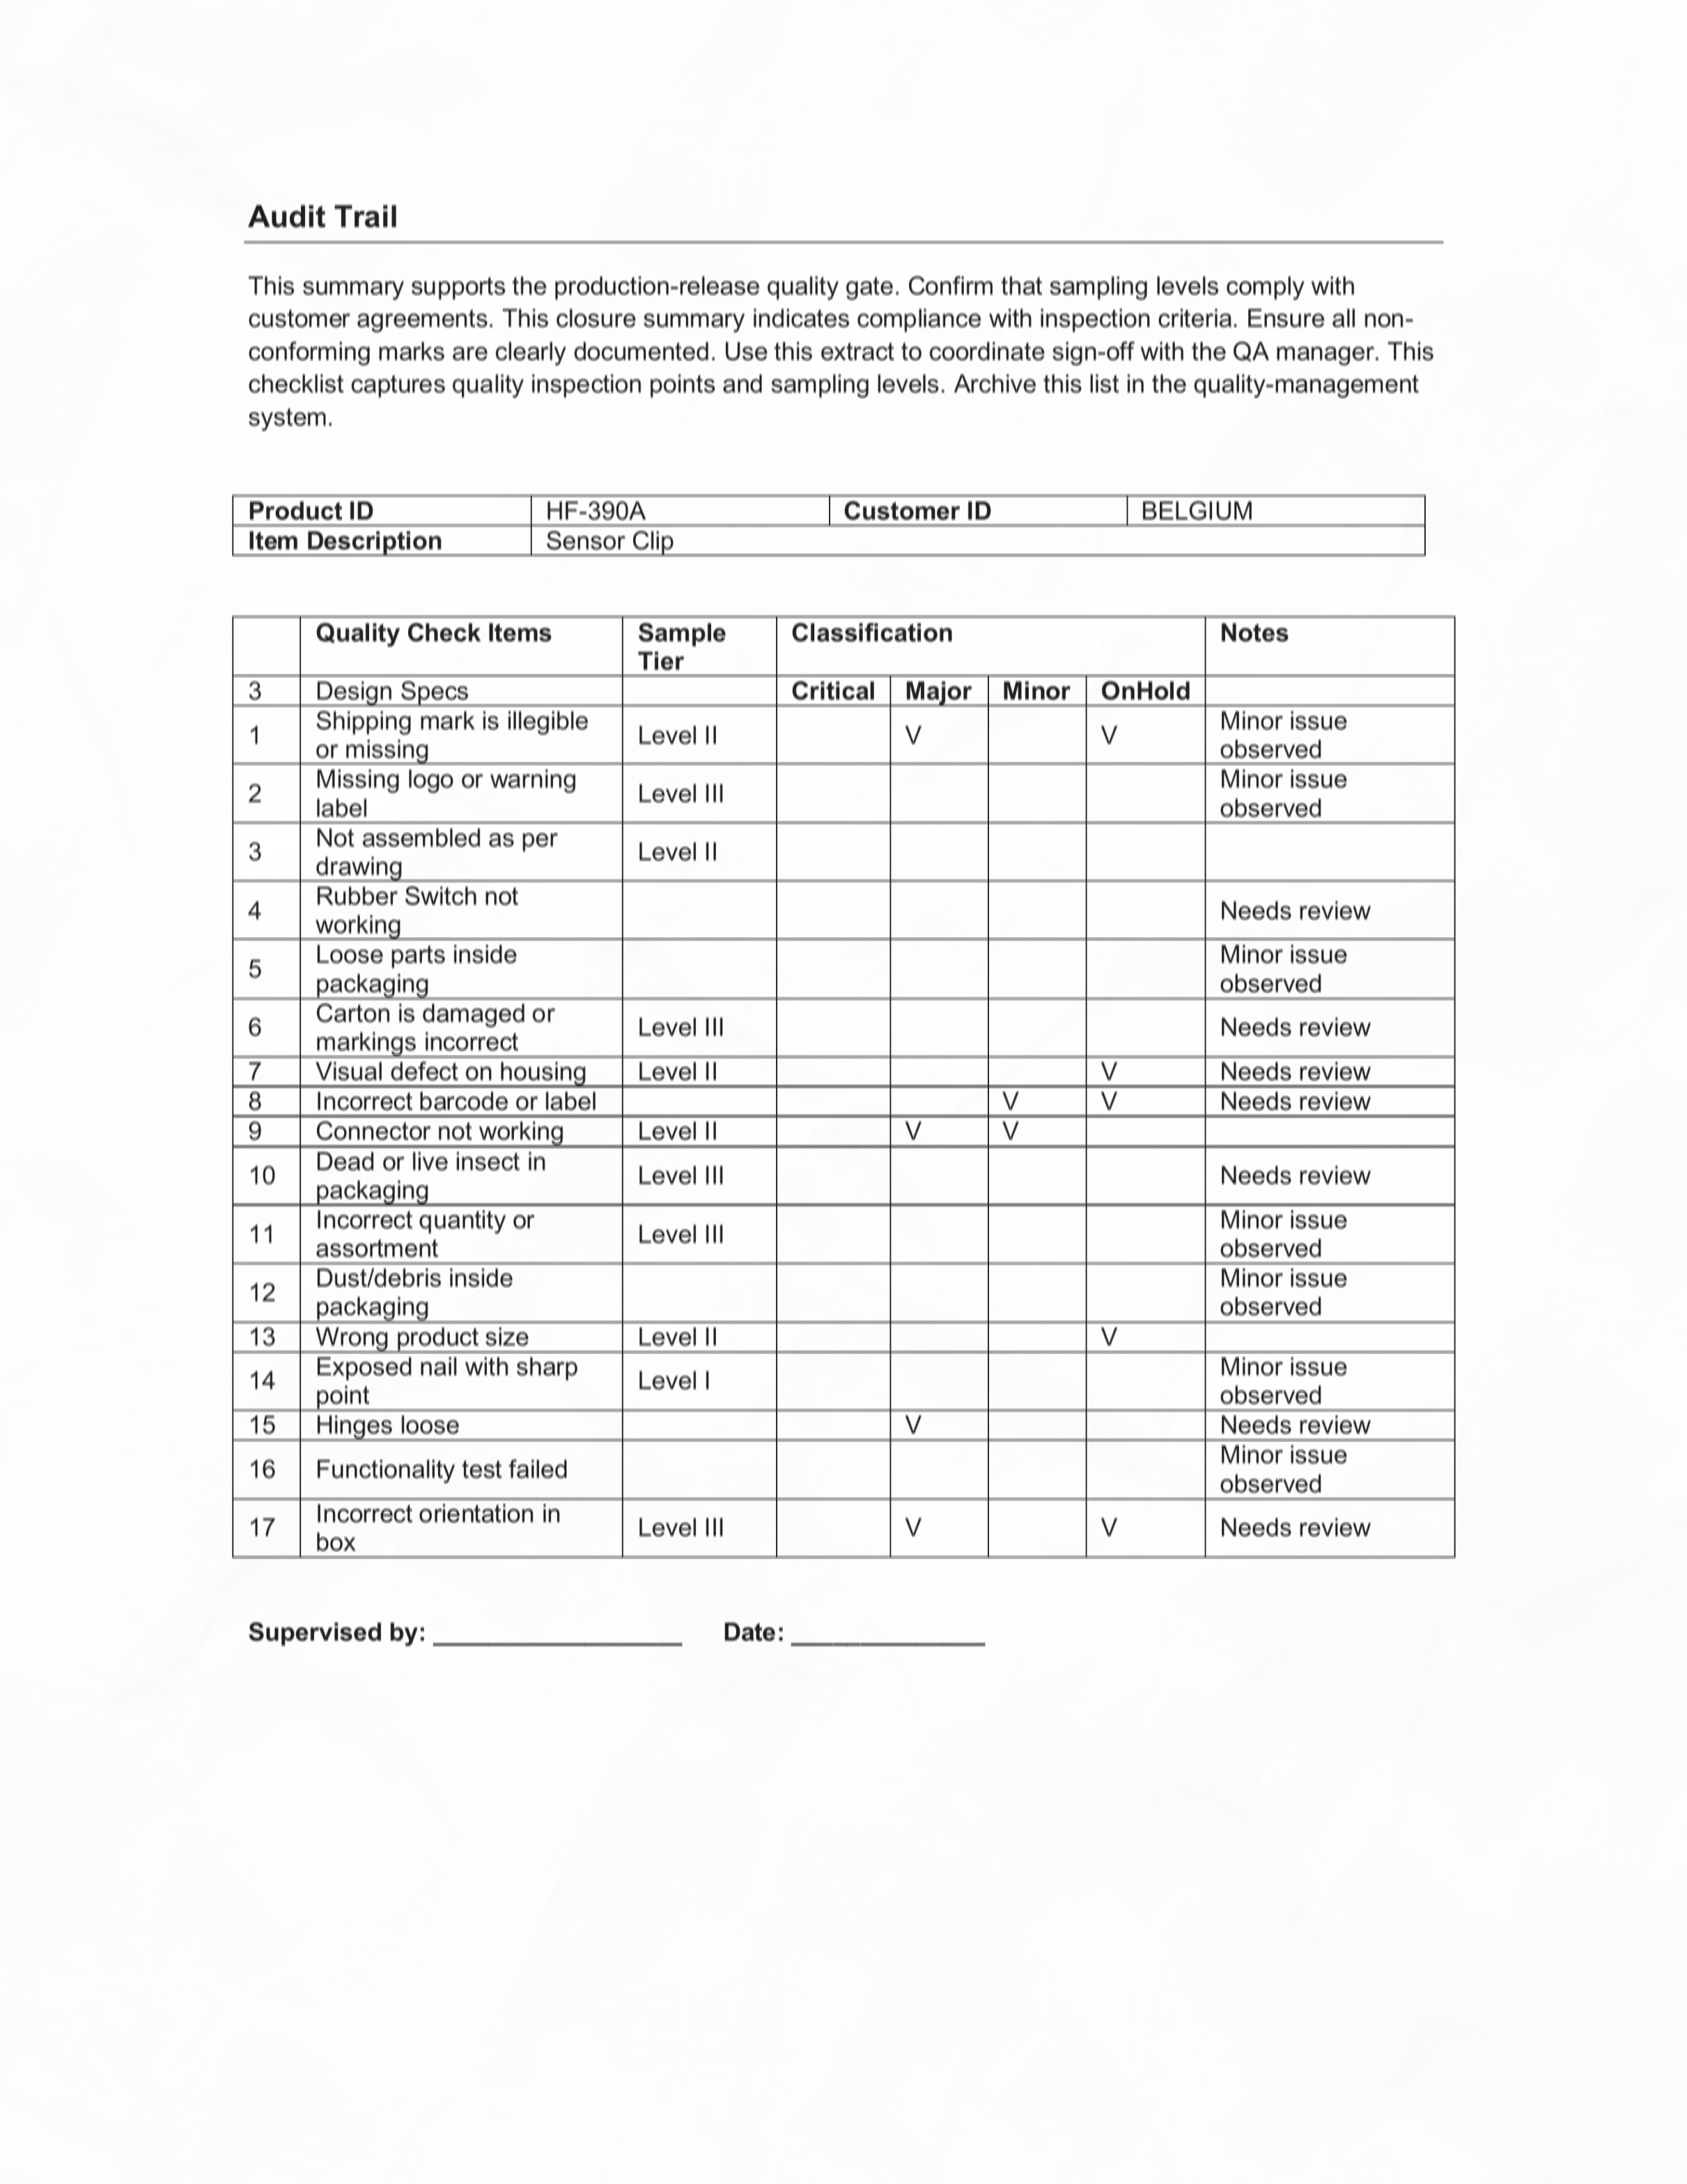 Audit Trail
This summary supports the production-release quality gate. Confirm that sampling levels comply with
customer agreements. This closure summary indicates compliance with inspection criteria. Ensure all non-
conforming marks are clearly documented. Use this extract to coordinate sign-off with the QA manager. This
checklist captures quality inspection points and sampling levels. Archive this list in the quality-management
system.
Product ID HF-390A Customer ID BELGIUM
Item Description Sensor Clip
Quality Check Items Sample Tier Classification Notes
3 Design Specs Critical Major Minor OnHold
1 Shipping mark is illegible or missing Level II V V Minor issue observed
2 Missing logo or warning label Level III Minor issue observed
3 Not assembled as per drawing Level II
4 Rubber Switch not working Needs review
5 Loose parts inside packaging Minor issue observed
6 Carton is damaged or markings incorrect Level III Needs review
7 Visual defect on housing Level II V Needs review
8 Incorrect barcode or label V V Needs review
9 Connector not working Level II V V
10 Dead or live insect in packaging Level III Needs review
11 Incorrect quantity or assortment Level III Minor issue observed
12 Dust/debris inside packaging Minor issue observed
13 Wrong product size Level II V
14 Exposed nail with sharp point Level I Minor issue observed
15 Hinges loose V Needs review
16 Functionality test failed Minor issue observed
17 Incorrect orientation in box Level III V V Needs review
Supervised by: __________________ Date: ______________